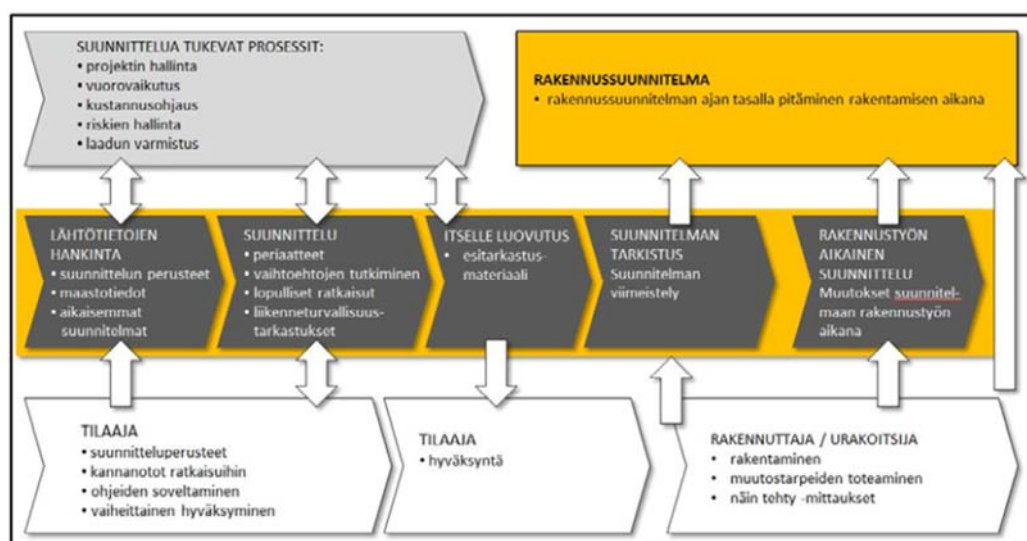 SUUNNITTELUA TUKEVAT PROSESSIT:
• projektin hallinta
• vuorovaikutus
• kustannusohjaus
• riskien hallinta
• laadun varmistus
RAKENNUSSUUNNITELMA
• rakennussuunnitelman ajan tasalla pitäminen rakentamisen aikana
LÄHTÖTIETOJEN
HANKINTA
• suunnittelun perusteet
• maastotiedot
• aikaisemmat
suunnitelmat
SUUNNITTELU
• periaatteet
• vaihtoehtojen tutkiminen
• lopulliset ratkaisut
• liikenneturvallisuus-
tarkastukset
ITSELLE LUOVUTUS
• esitarkastus-
materiaali
SUUNNITELMAN
TARKISTUS
Suunnitelman
viimeistely
RAKENNUSTYÖN
AIKAINEN
SUUNNITTELU
Muutokset suunnitel-
maan rakennustyön
aikana
TILAAJA
• suunnitteluperusteet
• kannanotot ratkaisuihin
• ohjeiden soveltaminen
• vaiheittainen hyväksyminen
TILAAJA
• hyväksyntä
RAKENNUTTAJA / URAKOITSIJA
• rakentaminen
• muutostarpeiden toteaminen
• näin tehty -mittaukset